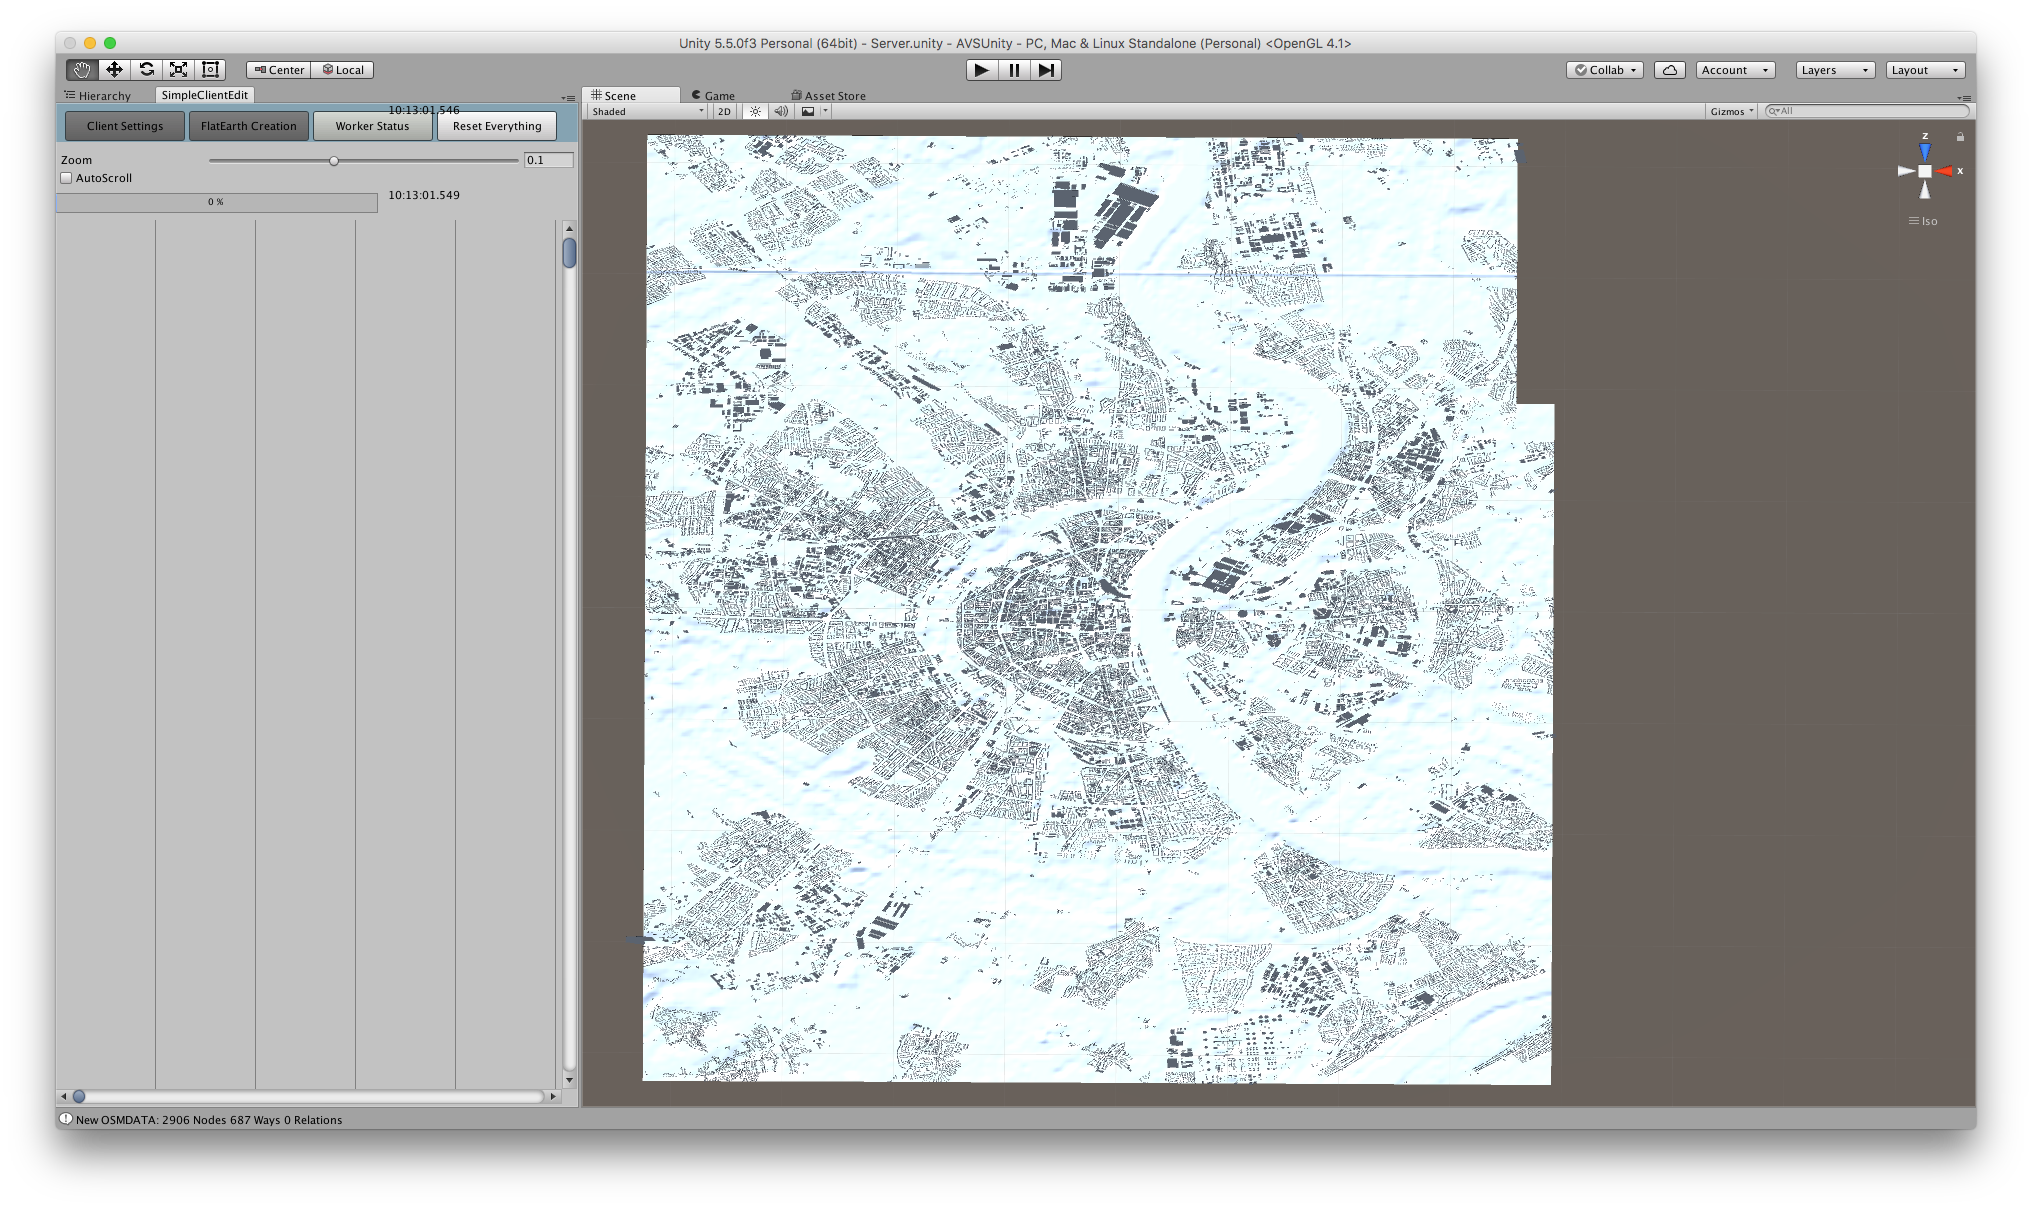 Unity 5.5.0f3 Personal (64bit) - Server.unity - AVSUnity - PC, Mac & Linux Standalone (Personal) <OpenGL 4.1>
Center Local Collab Account Layers Layout
Hierarchy SimpleClientEdit Scene Game Asset Store
10:13:01.546
Shaded 2D Gizmos All
Client Settings FlatEarth Creation Worker Status Reset Everything
Zoom 0.1
AutoScroll
0 % 10:13:01.549
z
x
Iso
New OSMDATA: 2906 Nodes 687 Ways 0 Relations